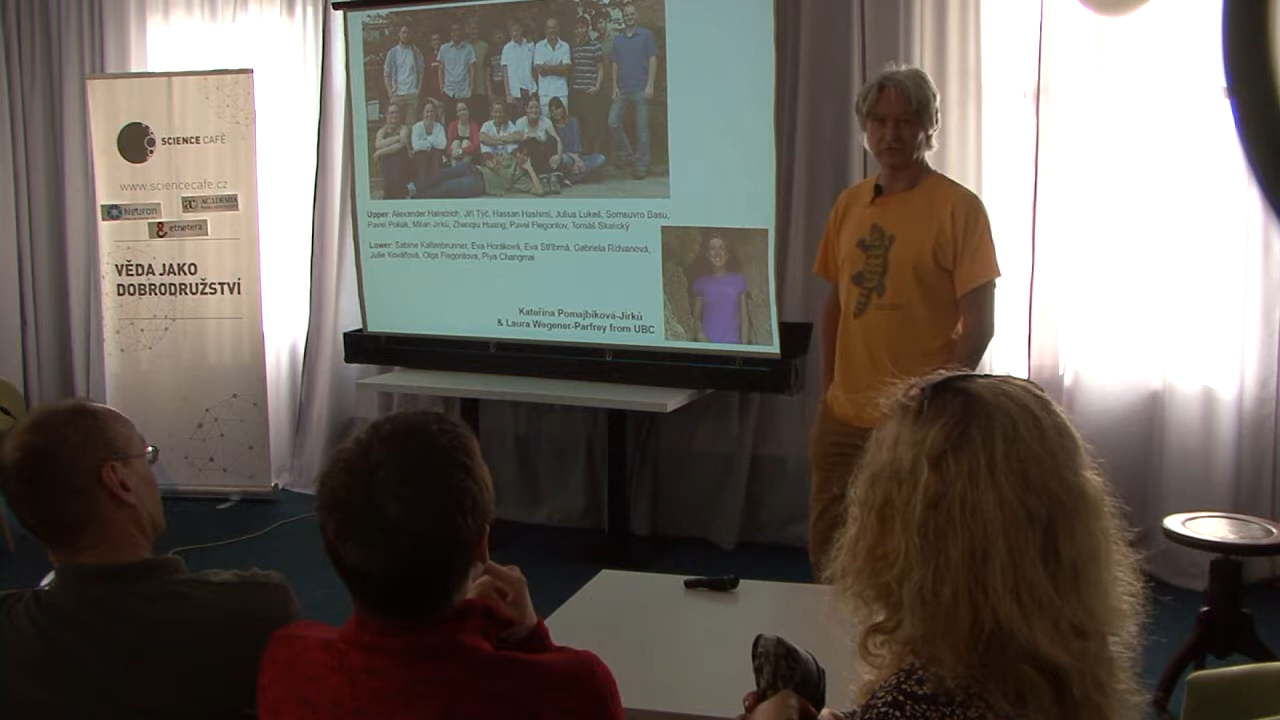 SCIENCE CAFÉ
www.sciencecafe.cz
Neuron
ACADEMIA
etnetera
VĚDA JAKO
DOBRODRUŽSTVÍ
Upper: Alexander Haindrich, Jiří Týč, Hassan Hashimi, Julius Lukeš, Somsuvro Basu,
Pavel Poliak, Milan Jirků, Zhenqiu Huang, Pavel Flegontov, Tomáš Skalický
Lower: Sabine Kaltenbrunner, Eva Horáková, Eva Stříbrná, Gabriela Ridvanová,
Julie Kovářová, Olga Flegontova, Piya Changmai
Kateřina Pomajbíková-Jirků
& Laura Wegener-Parfrey from UBC